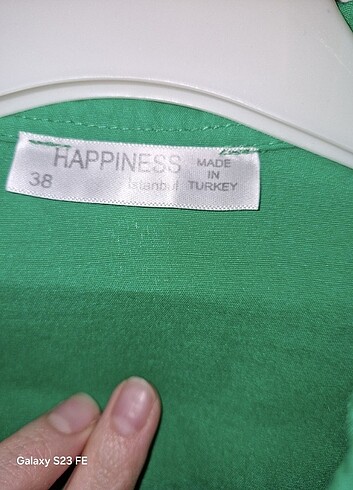 HAPPINESS
istanbul
38
MADE
IN
TURKEY
Galaxy S23 FE